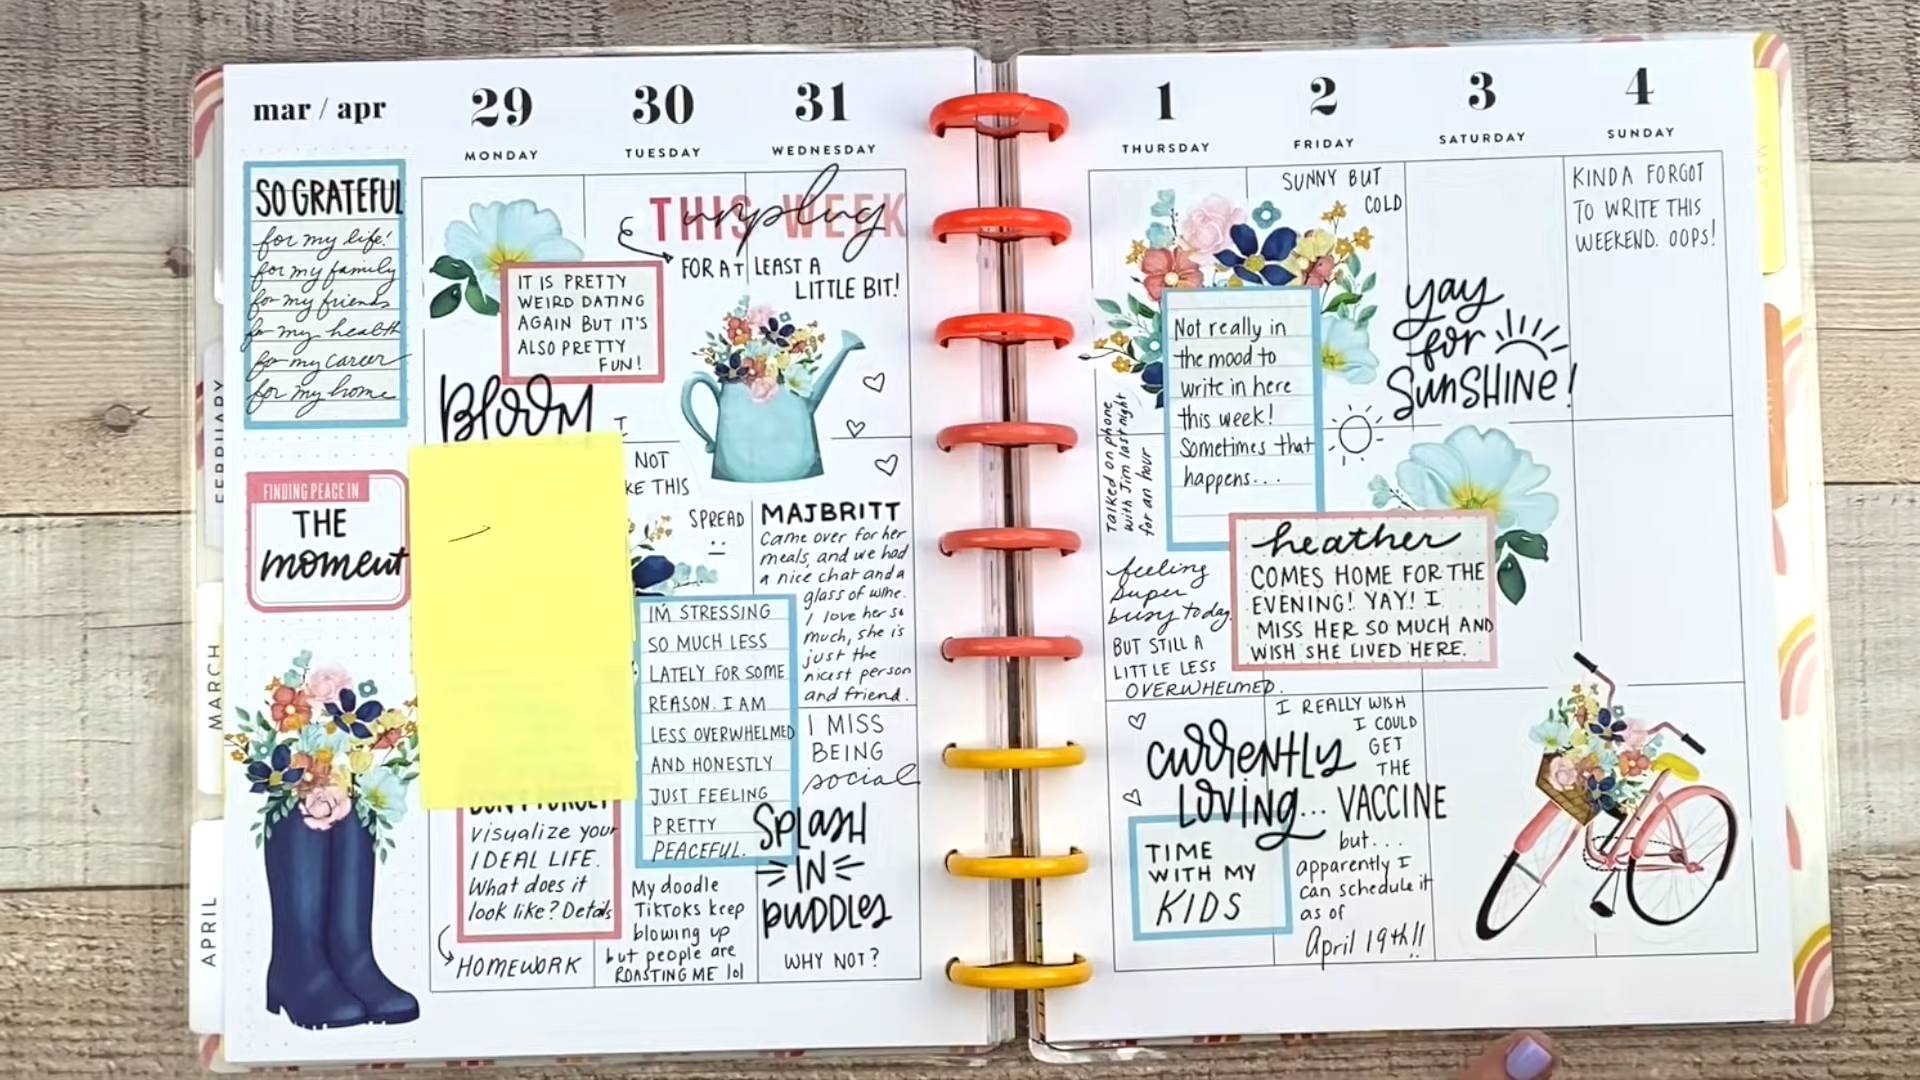 mar / apr
29
MONDAY
30
TUESDAY
31
WEDNESDAY
SO GRATEFUL
for my life!
for my family
for my friends
for my health
for my career
for my home
FINDING PEACE IN
THE
moment
IT IS PRETTY
WEIRD DATING
AGAIN BUT IT'S
ALSO PRETTY
FUN!
BLOOM
THIS WEEK
unplug
FOR AT LEAST A
LITTLE BIT!
I
NOT
THIS
SPREAD
DON'T FORGET
visualize your
IDEAL LIFE.
What does it
look like? Details
HOMEWORK
I'M STRESSING
SO MUCH LESS
LATELY FOR SOME
REASON. I AM
LESS OVERWHELMED
AND HONESTLY
JUST FEELING
PRETTY
PEACEFUL.
My doodle
TikToks keep
blowing up
but people are
ROASTING ME lol
MAJBRITT
came over for her
meals, and we had
a nice chat and a
glass of wine.
I love her so
much, she is
just the
nicest person
and friend.
I MISS
BEING
social
SPLASH
IN
PUDDLES
WHY NOT?
1
THURSDAY
2
FRIDAY
3
SATURDAY
4
SUNDAY
Not really in
the mood to
write in here
this week!
Sometimes that
happens...
Talked on phone
with Jim last night
for an hour
feeling
super
busy today.
BUT STILL A
LITTLE LESS
OVERWHELMED.
currently
LOVING...
TIME
WITH MY
KIDS
SUNNY BUT
COLD
heather
COMES HOME FOR THE
EVENING! YAY! I
MISS HER SO MUCH AND
WISH SHE LIVED HERE.
I REALLY WISH
I COULD
GET
THE
VACCINE
but...
apparently I
can schedule it
as of
April 19th!!
yay
for
SUNSHINE!
KINDA FORGOT
TO WRITE THIS
WEEKEND. OOPS!
FEBRUARY
MARCH
APRIL
MAY